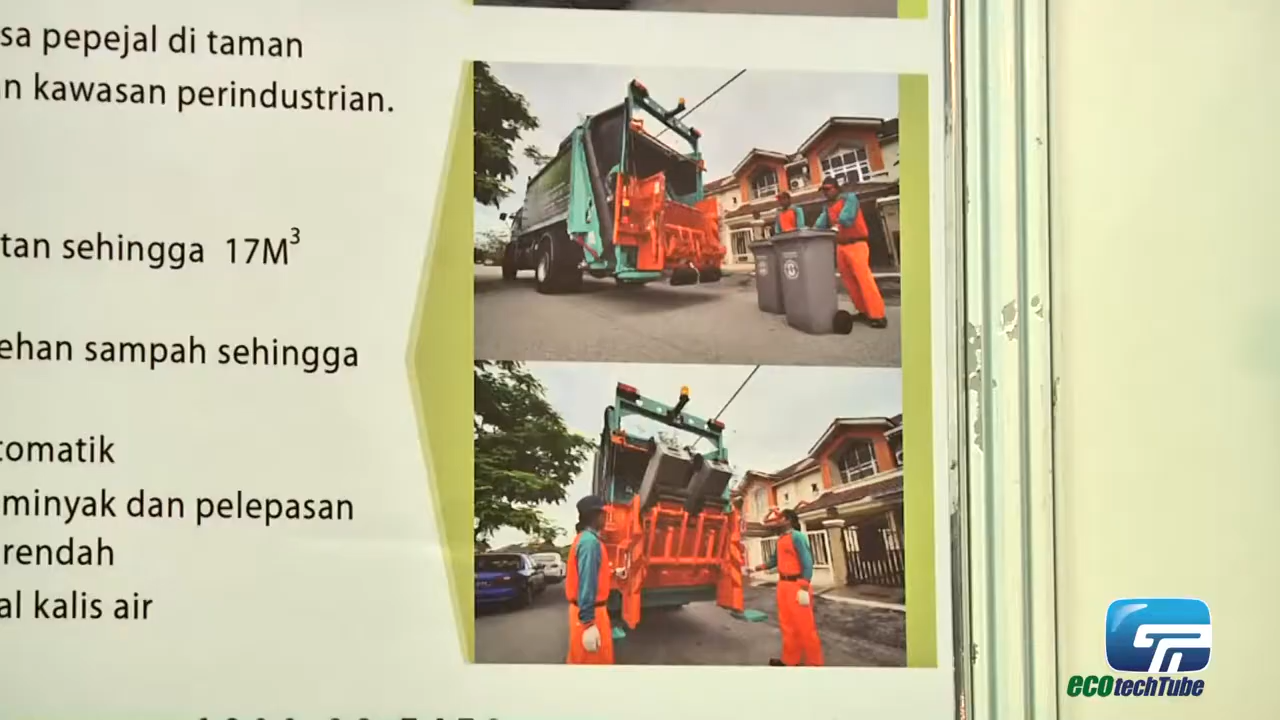 sa pepejal di taman
n kawasan perindustrian.
tan sehingga 17M³
ehan sampah sehingga
tomatik
minyak dan pelepasan
rendah
al kalis air
ecotechTube